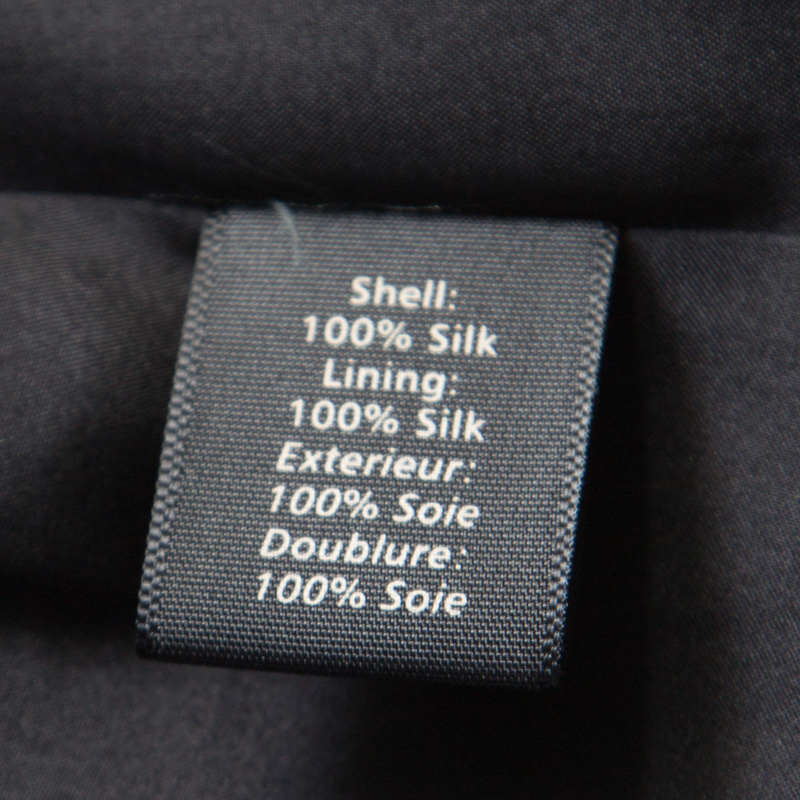 Shell:
100% Silk
Lining:
100% Silk
Exterieur:
100% Soie
Doublure:
100% Soie